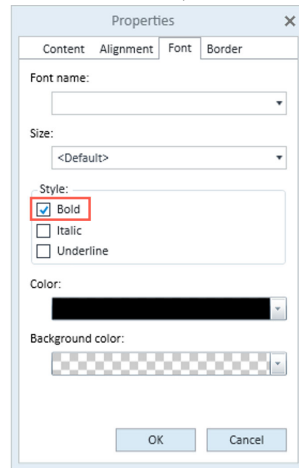 Properties
Content Alignment Font Border
Font name:
Size:
<Default>
Style:
Bold
Italic
Underline
Color:
Background color:
OK Cancel